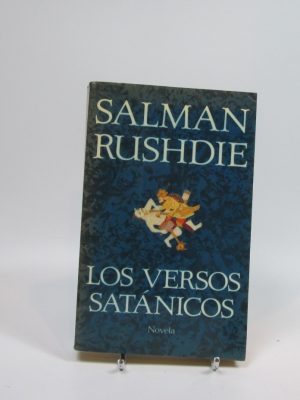 SALMAN
RUSHDIE
LOS VERSOS
SATÁNICOS
Novela